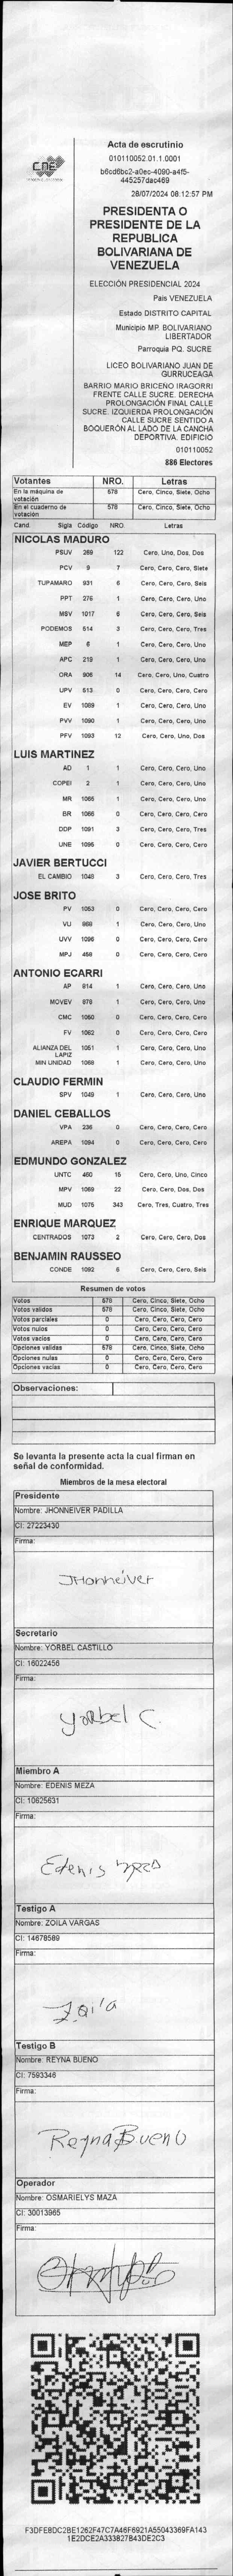 CNE
Acta de escrutinio
010110052.01.1.0001
b6cd6bc2-a0ec-4090-a4f5-
445257dac469
28/07/2024 08:12:57 PM
PRESIDENTA O
PRESIDENTE DE LA
REPUBLICA
BOLIVARIANA DE
VENEZUELA
ELECCIÓN PRESIDENCIAL 2024
País VENEZUELA
Estado DISTRITO CAPITAL
Municipio MP. BOLIVARIANO
LIBERTADOR
Parroquia PQ. SUCRE
LICEO BOLIVARIANO JUAN DE
GURRUCEAGA
BARRIO MARIO BRICEÑO IRAGORRI
FRENTE CALLE SUCRE. DERECHA
PROLONGACIÓN FINAL CALLE
SUCRE. IZQUIERDA PROLONGACIÓN
CALLE SUCRE SENTIDO A
BOQUERÓN AL LADO DE LA CANCHA
DEPORTIVA. EDIFICIO
010110052
886 Electores
Votantes NRO. Letras
En la máquina de votación 578 Cero, Cinco, Siete, Ocho
En el cuaderno de votación 578 Cero, Cinco, Siete, Ocho
Cand. Sigla Código NRO. Letras
NICOLAS MADURO
PSUV 269 122 Cero, Uno, Dos, Dos
PCV 9 7 Cero, Cero, Cero, Siete
TUPAMARO 931 6 Cero, Cero, Cero, Seis
PPT 276 1 Cero, Cero, Cero, Uno
MSV 1017 6 Cero, Cero, Cero, Seis
PODEMOS 514 3 Cero, Cero, Cero, Tres
MEP 6 1 Cero, Cero, Cero, Uno
APC 219 1 Cero, Cero, Cero, Uno
ORA 906 14 Cero, Cero, Uno, Cuatro
UPV 513 0 Cero, Cero, Cero, Cero
EV 1089 1 Cero, Cero, Cero, Uno
PVV 1090 1 Cero, Cero, Cero, Uno
PFV 1093 12 Cero, Cero, Uno, Dos
LUIS MARTINEZ
AD 1 1 Cero, Cero, Cero, Uno
COPEI 2 1 Cero, Cero, Cero, Uno
MR 1065 1 Cero, Cero, Cero, Uno
BR 1066 0 Cero, Cero, Cero, Cero
DDP 1091 3 Cero, Cero, Cero, Tres
UNE 1095 0 Cero, Cero, Cero, Cero
JAVIER BERTUCCI
EL CAMBIO 1048 3 Cero, Cero, Cero, Tres
JOSE BRITO
PV 1053 0 Cero, Cero, Cero, Cero
VU 868 1 Cero, Cero, Cero, Uno
UVV 1096 0 Cero, Cero, Cero, Cero
MPJ 458 0 Cero, Cero, Cero, Cero
ANTONIO ECARRI
AP 814 1 Cero, Cero, Cero, Uno
MOVEV 879 1 Cero, Cero, Cero, Uno
CMC 1050 0 Cero, Cero, Cero, Cero
FV 1062 0 Cero, Cero, Cero, Cero
ALIANZA DEL LAPIZ 1051 1 Cero, Cero, Cero, Uno
MIN UNIDAD 1068 1 Cero, Cero, Cero, Uno
CLAUDIO FERMIN
SPV 1049 1 Cero, Cero, Cero, Uno
DANIEL CEBALLOS
VPA 236 0 Cero, Cero, Cero, Cero
AREPA 1094 0 Cero, Cero, Cero, Cero
EDMUNDO GONZALEZ
UNTC 460 15 Cero, Cero, Uno, Cinco
MPV 1069 22 Cero, Cero, Dos, Dos
MUD 1075 343 Cero, Tres, Cuatro, Tres
ENRIQUE MARQUEZ
CENTRADOS 1073 2 Cero, Cero, Cero, Dos
BENJAMIN RAUSSEO
CONDE 1092 6 Cero, Cero, Cero, Seis
Resumen de votos
Votos 578 Cero, Cinco, Siete, Ocho
Votos validos 578 Cero, Cinco, Siete, Ocho
Votos parciales 0 Cero, Cero, Cero, Cero
Votos nulos 0 Cero, Cero, Cero, Cero
Votos vacios 0 Cero, Cero, Cero, Cero
Opciones validas 578 Cero, Cinco, Siete, Ocho
Opciones nulas 0 Cero, Cero, Cero, Cero
Opciones vacias 0 Cero, Cero, Cero, Cero
Observaciones:
Se levanta la presente acta la cual firman en
señal de conformidad.
Miembros de la mesa electoral
Presidente
Nombre: JHONNEIVER PADILLA
CI: 27223430
Firma:
JHonneiver
Secretario
Nombre: YORBEL CASTILLO
CI: 16022456
Firma:
Yorbel C.
Miembro A
Nombre: EDENIS MEZA
CI: 10625631
Firma:
Edenis Meza
Testigo A
Nombre: ZOILA VARGAS
CI: 14678589
Firma:
Zoila
Testigo B
Nombre: REYNA BUENO
CI: 7593346
Firma:
Reyna Bueno
Operador
Nombre: OSMARIELYS MAZA
CI: 30013965
Firma:
F3DFE8DC2BE1262F47C7A46F6921A55043369FA143
1E2DCE2A333827B43DE2C3